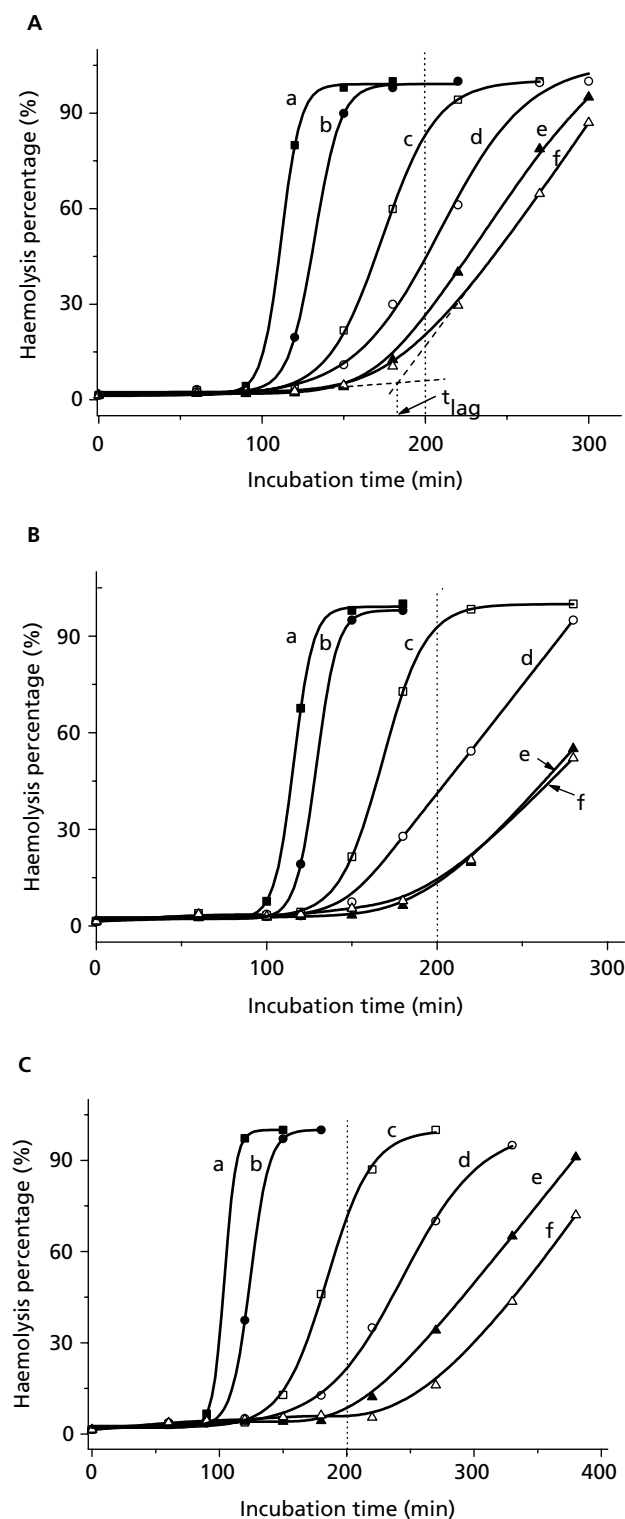 A
Haemolysis percentage (%)
90
60
30
0
a
b
c
d
e
f
tlag
0
100
200
300
Incubation time (min)
B
Haemolysis percentage (%)
90
60
30
0
a
b
c
d
e
f
0
100
200
300
Incubation time (min)
C
Haemolysis percentage (%)
90
60
30
0
a
b
c
d
e
f
0
100
200
300
400
Incubation time (min)